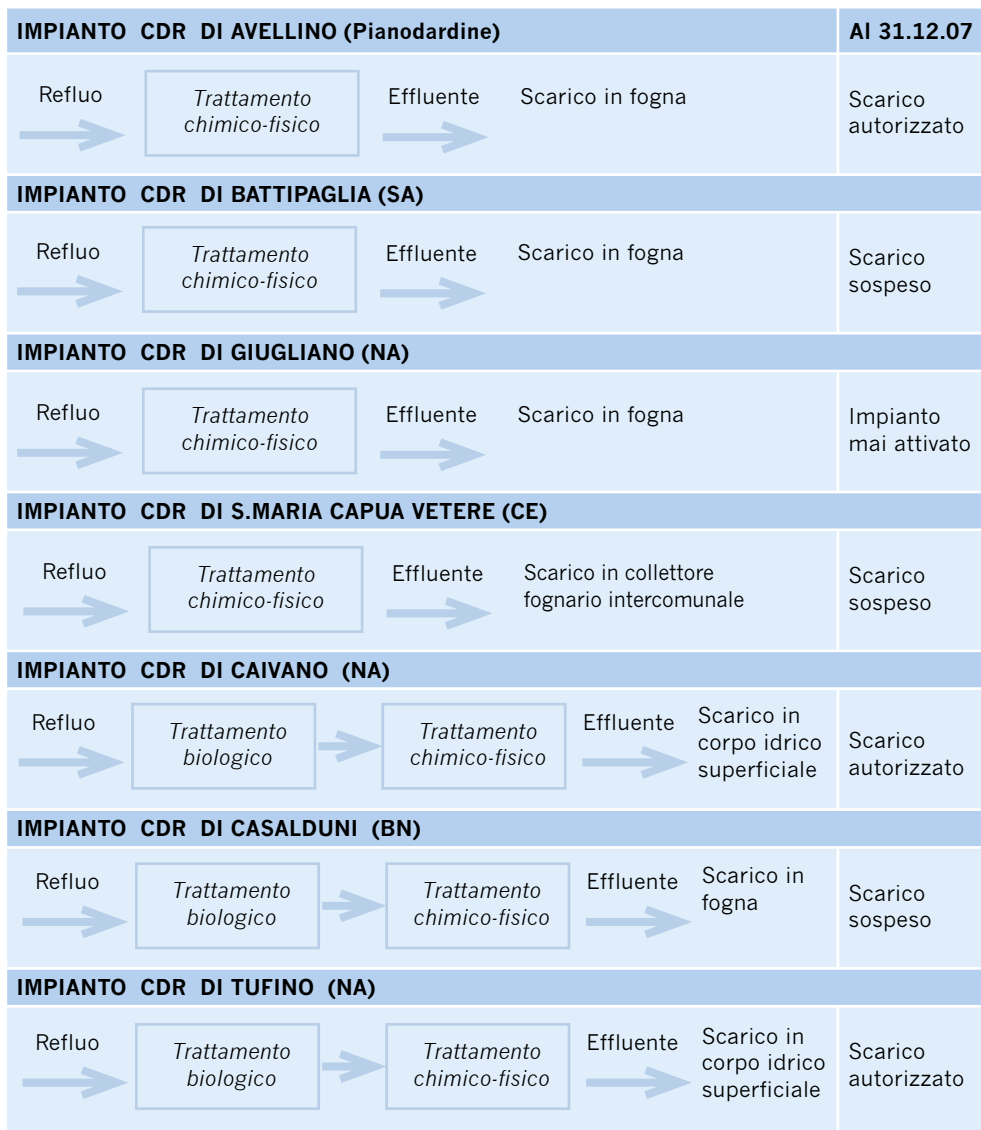 IMPIANTO CDR DI AVELLINO (Pianodardine)
Al 31.12.07
Refluo
Trattamento
chimico-fisico
Effluente
Scarico in fogna
Scarico
autorizzato
IMPIANTO CDR DI BATTIPAGLIA (SA)
Refluo
Trattamento
chimico-fisico
Effluente
Scarico in fogna
Scarico
sospeso
IMPIANTO CDR DI GIUGLIANO (NA)
Refluo
Trattamento
chimico-fisico
Effluente
Scarico in fogna
Impianto
mai attivato
IMPIANTO CDR DI S.MARIA CAPUA VETERE (CE)
Refluo
Trattamento
chimico-fisico
Effluente
Scarico in collettore
fognario intercomunale
Scarico
sospeso
IMPIANTO CDR DI CAIVANO (NA)
Refluo
Trattamento
biologico
Trattamento
chimico-fisico
Effluente
Scarico in
corpo idrico
superficiale
Scarico
autorizzato
IMPIANTO CDR DI CASALDUNI (BN)
Refluo
Trattamento
biologico
Trattamento
chimico-fisico
Effluente
Scarico in
fogna
Scarico
sospeso
IMPIANTO CDR DI TUFINO (NA)
Refluo
Trattamento
biologico
Trattamento
chimico-fisico
Effluente
Scarico in
corpo idrico
superficiale
Scarico
autorizzato